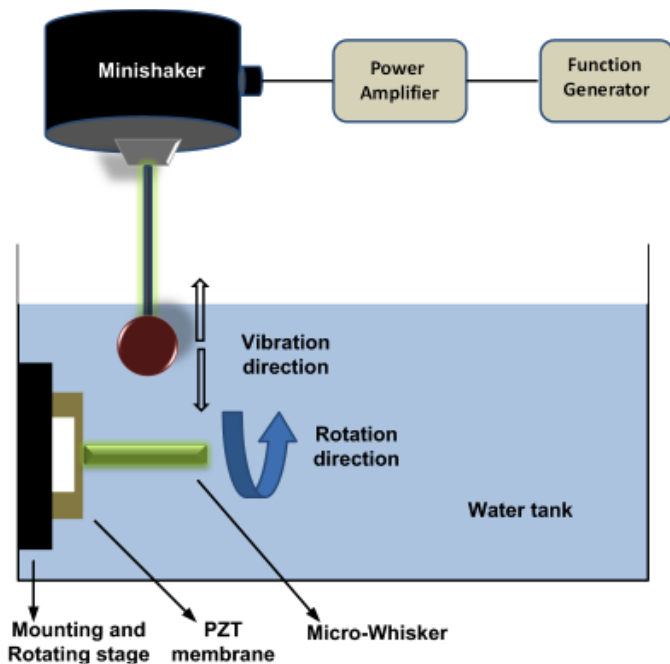 Minishaker
Power
Amplifier
Function
Generator
Vibration
direction
Rotation
direction
Water tank
Mounting and
Rotating stage
PZT
membrane
Micro-Whisker